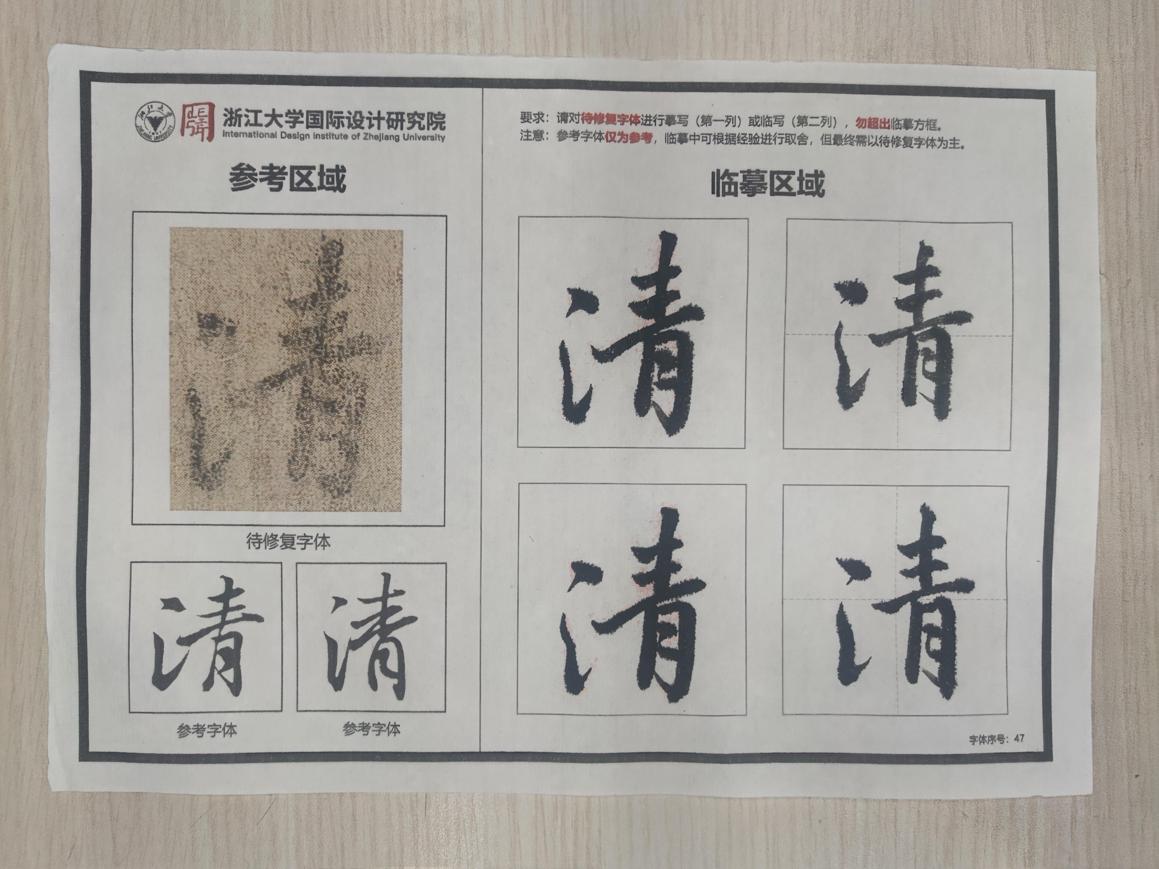 浙江大学国际设计研究院
International Design Institute of Zhejiang University
参考区域
清
待修复字体
清
清
参考字体
参考字体
要求：请对待修复字体进行摹写（第一列）或临写（第二列），勿超出临摹方框。
注意：参考字体仅为参考，临摹中可根据经验进行取舍，但最终需以待修复字体为主。
临摹区域
清
清
清
清
字体序号：47